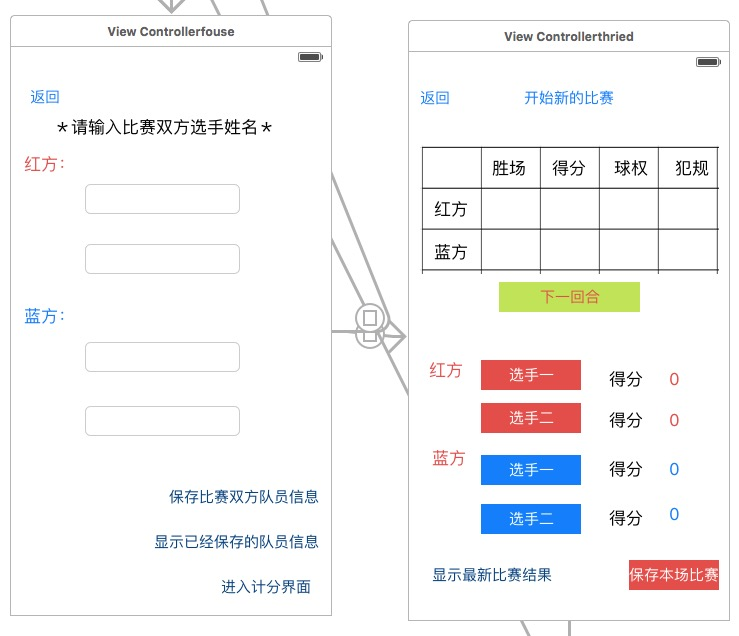 View Controllerfouse
返回
＊请输入比赛双方选手姓名＊
红方：
蓝方：
保存比赛双方队员信息
显示已经保存的队员信息
进入计分界面
View Controllerthried
返回 开始新的比赛
胜场 得分 球权 犯规
红方
蓝方
下一回合
红方 选手一 得分 0
选手二 得分 0
蓝方 选手一 得分 0
选手二 得分 0
显示最新比赛结果 保存本场比赛